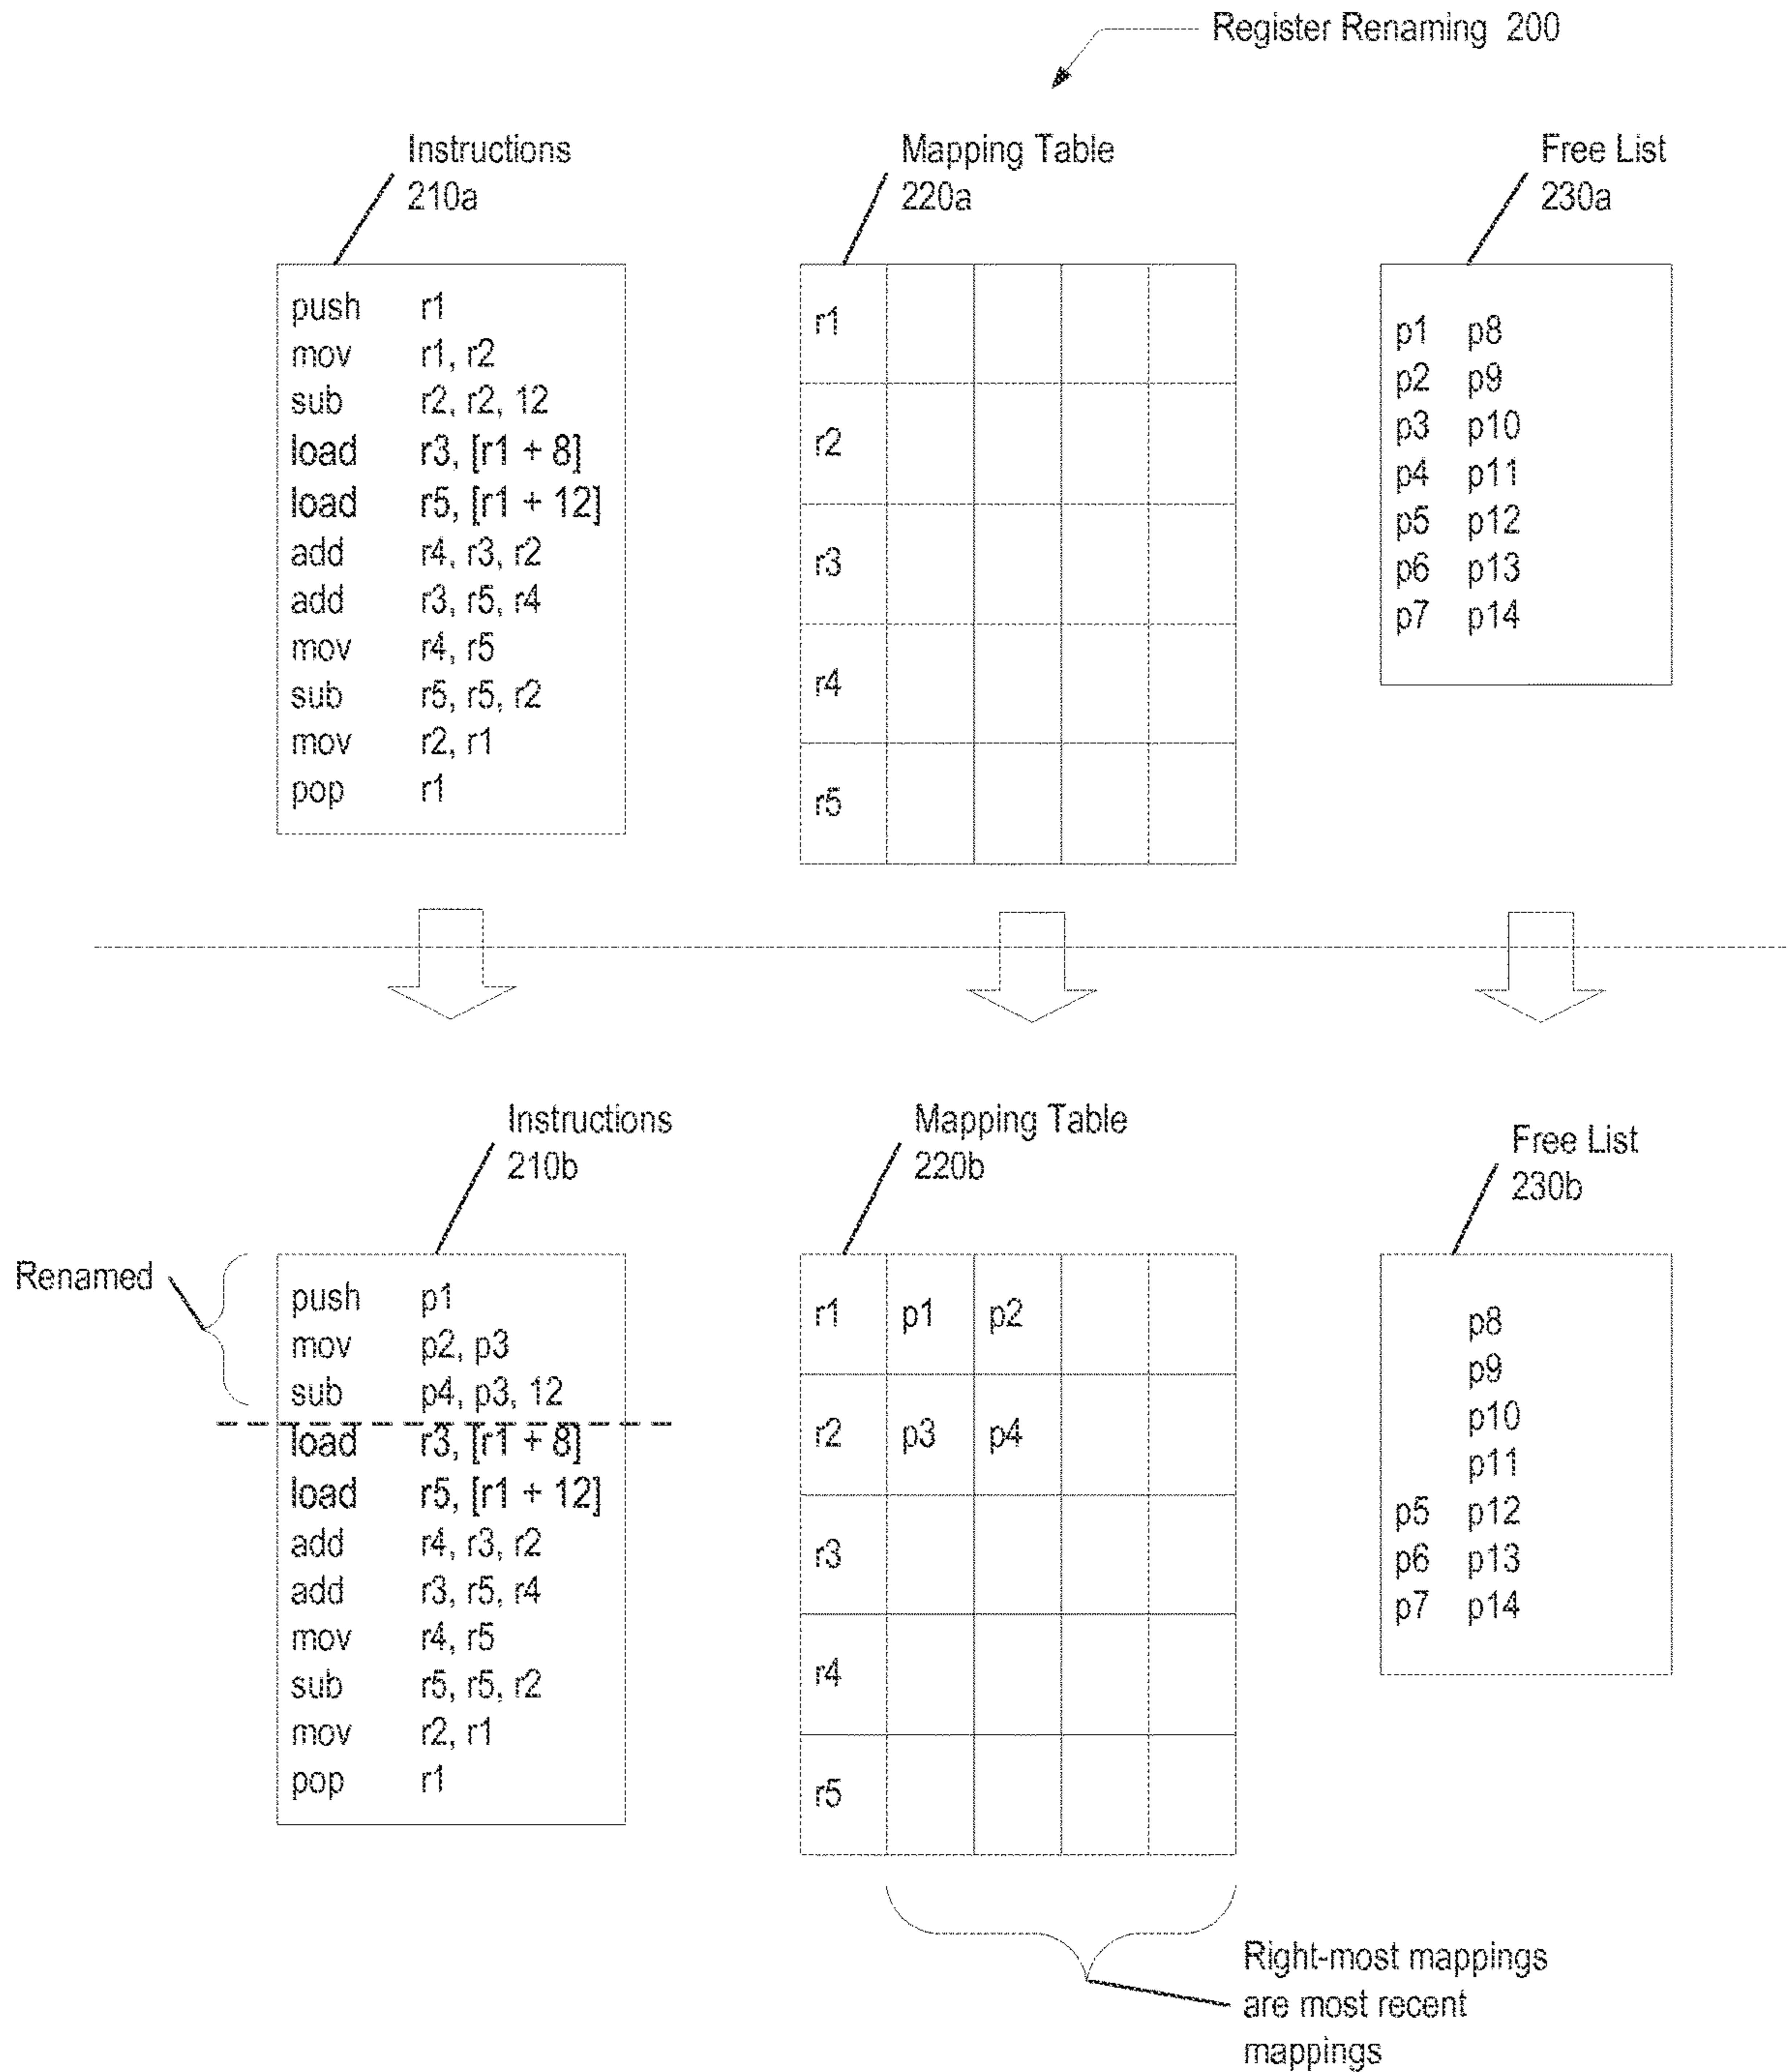 Register Renaming 200
Instructions
210a
Mapping Table
220a
Free List
230a
push r1
mov r1, r2
sub r2, r2, 12
load r3, [r1 + 8]
load r5, [r1 + 12]
add r4, r3, r2
add r3, r5, r4
mov r4, r5
sub r5, r5, r2
mov r2, r1
pop r1
r1
r2
r3
r4
r5
p1 p8
p2 p9
p3 p10
p4 p11
p5 p12
p6 p13
p7 p14
Instructions
210b
Mapping Table
220b
Free List
230b
Renamed
push p1
mov p2, p3
sub p4, p3, 12
load r3, [r1 + 8]
load r5, [r1 + 12]
add r4, r3, r2
add r3, r5, r4
mov r4, r5
sub r5, r5, r2
mov r2, r1
pop r1
r1 p1 p2
r2 p3 p4
r3
r4
r5
p8
p9
p10
p11
p5 p12
p6 p13
p7 p14
Right-most mappings
are most recent
mappings